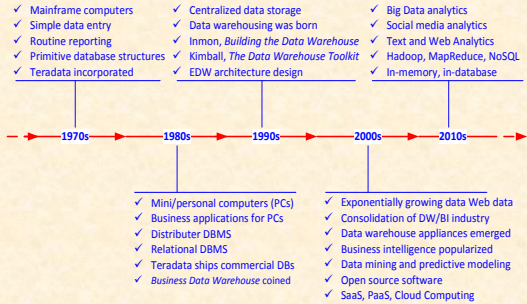 ✓ Mainframe computers
✓ Simple data entry
✓ Routine reporting
✓ Primitive database structures
✓ Teradata incorporated
✓ Centralized data storage
✓ Data warehousing was born
✓ Inmon, Building the Data Warehouse
✓ Kimball, The Data Warehouse Toolkit
✓ EDW architecture design
✓ Big Data analytics
✓ Social media analytics
✓ Text and Web Analytics
✓ Hadoop, MapReduce, NoSQL
✓ In-memory, in-database
1970s
1980s
1990s
2000s
2010s
✓ Mini/personal computers (PCs)
✓ Business applications for PCs
✓ Distributer DBMS
✓ Relational DBMS
✓ Teradata ships commercial DBs
✓ Business Data Warehouse coined
✓ Exponentially growing data Web data
✓ Consolidation of DW/BI industry
✓ Data warehouse appliances emerged
✓ Business intelligence popularized
✓ Data mining and predictive modeling
✓ Open source software
✓ SaaS, PaaS, Cloud Computing